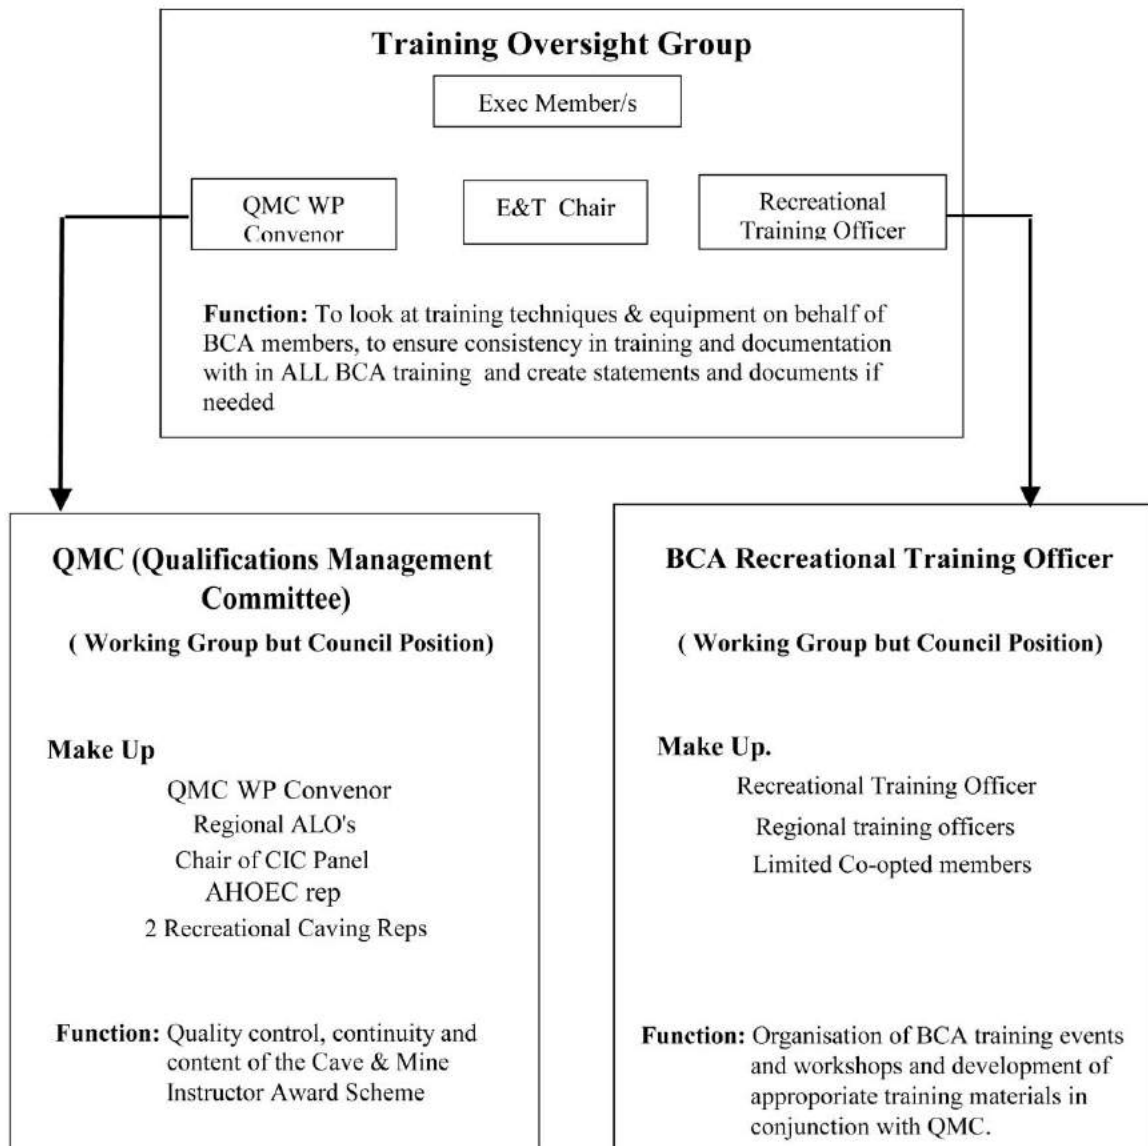 Training Oversight Group
Exec Member/s
QMC WP
Convenor
E&T Chair
Recreational
Training Officer
Function: To look at training techniques & equipment on behalf of
BCA members, to ensure consistency in training and documentation
with in ALL BCA training and create statements and documents if
needed
QMC (Qualifications Management
Committee)
( Working Group but Council Position)
Make Up
QMC WP Convenor
Regional ALO's
Chair of CIC Panel
AHOEC rep
2 Recreational Caving Reps
Function: Quality control, continuity and
content of the Cave & Mine
Instructor Award Scheme
BCA Recreational Training Officer
( Working Group but Council Position)
Make Up.
Recreational Training Officer
Regional training officers
Limited Co-opted members
Function: Organisation of BCA training events
and workshops and development of
approporiate training materials in
conjunction with QMC.